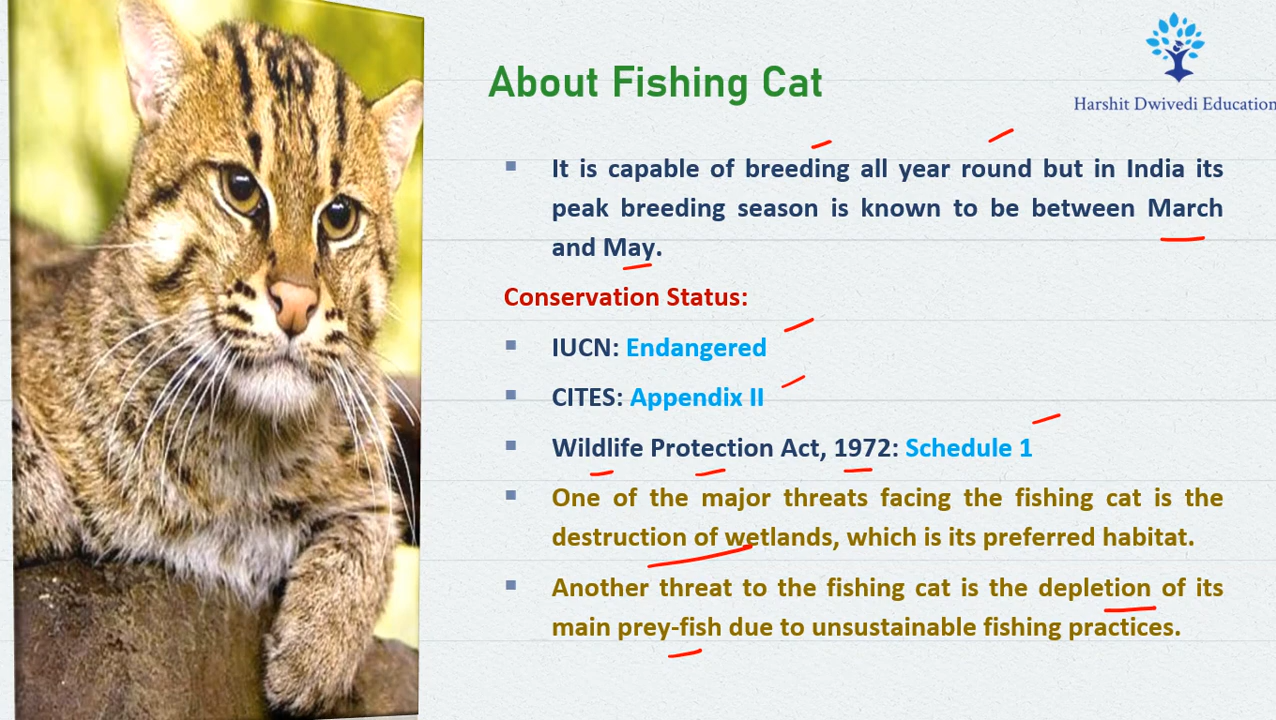 Harshit Dwivedi Education
About Fishing Cat
It is capable of breeding all year round but in India its
peak breeding season is known to be between March
and May.
Conservation Status:
IUCN: Endangered
CITES: Appendix II
Wildlife Protection Act, 1972: Schedule 1
One of the major threats facing the fishing cat is the
destruction of wetlands, which is its preferred habitat.
Another threat to the fishing cat is the depletion of its
main prey-fish due to unsustainable fishing practices.